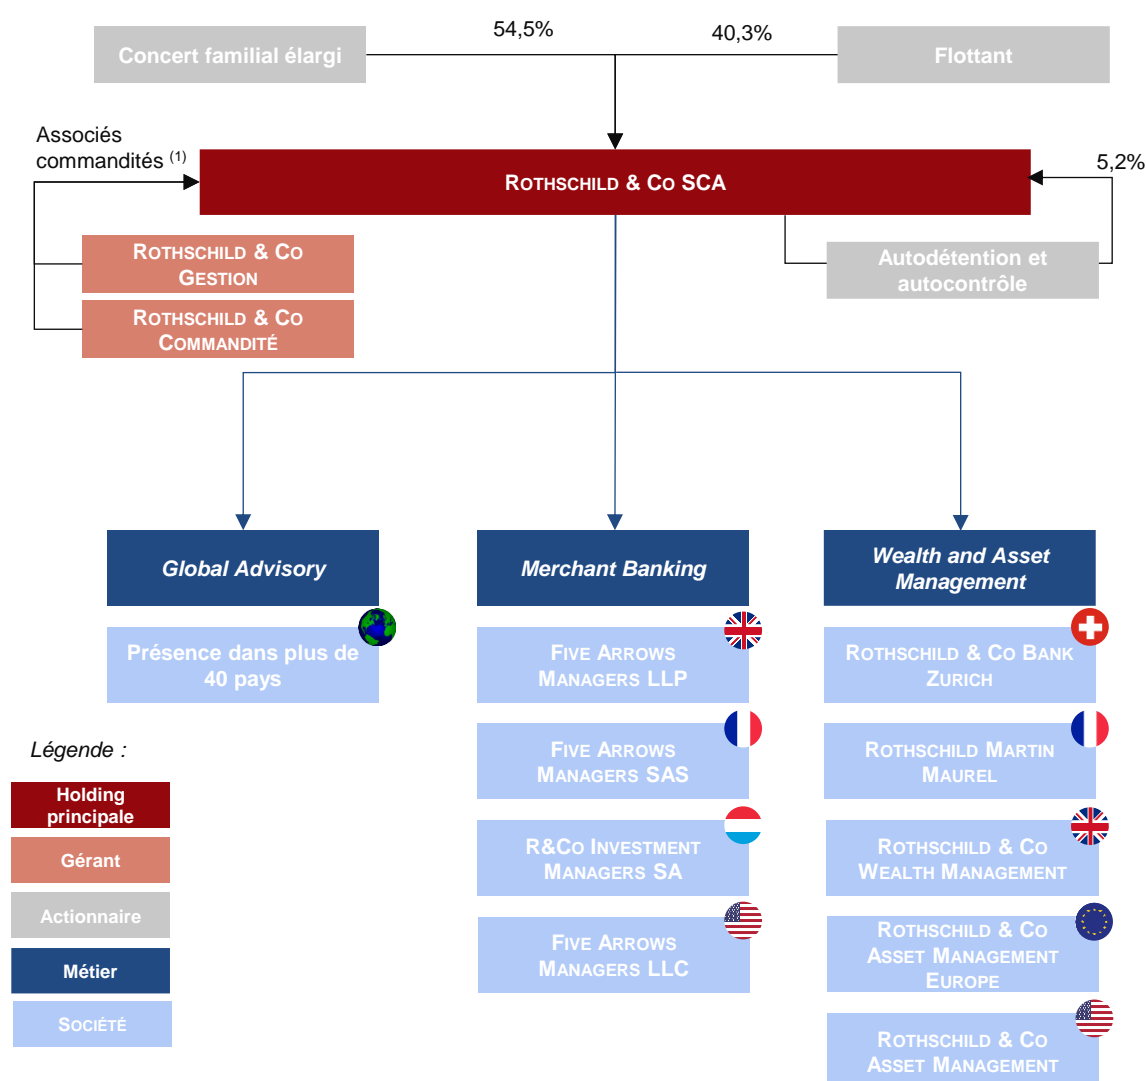 54,5%
40,3%
Concert familial élargi
Flottant
Associés
commandités (1)
5,2%
ROTHSCHILD & CO SCA
ROTHSCHILD & CO
GESTION
Autodétention et
autocontrôle
ROTHSCHILD & CO
COMMANDITÉ
Global Advisory
Merchant Banking
Wealth and Asset
Management
Présence dans plus de
40 pays
FIVE ARROWS
MANAGERS LLP
ROTHSCHILD & CO BANK
ZURICH
FIVE ARROWS
MANAGERS SAS
ROTHSCHILD MARTIN
MAUREL
R&CO INVESTMENT
MANAGERS SA
ROTHSCHILD & CO
WEALTH MANAGEMENT
FIVE ARROWS
MANAGERS LLC
ROTHSCHILD & CO
ASSET MANAGEMENT
EUROPE
ROTHSCHILD & CO
ASSET MANAGEMENT
Légende :
Holding
principale
Gérant
Actionnaire
Métier
SOCIÉTÉ